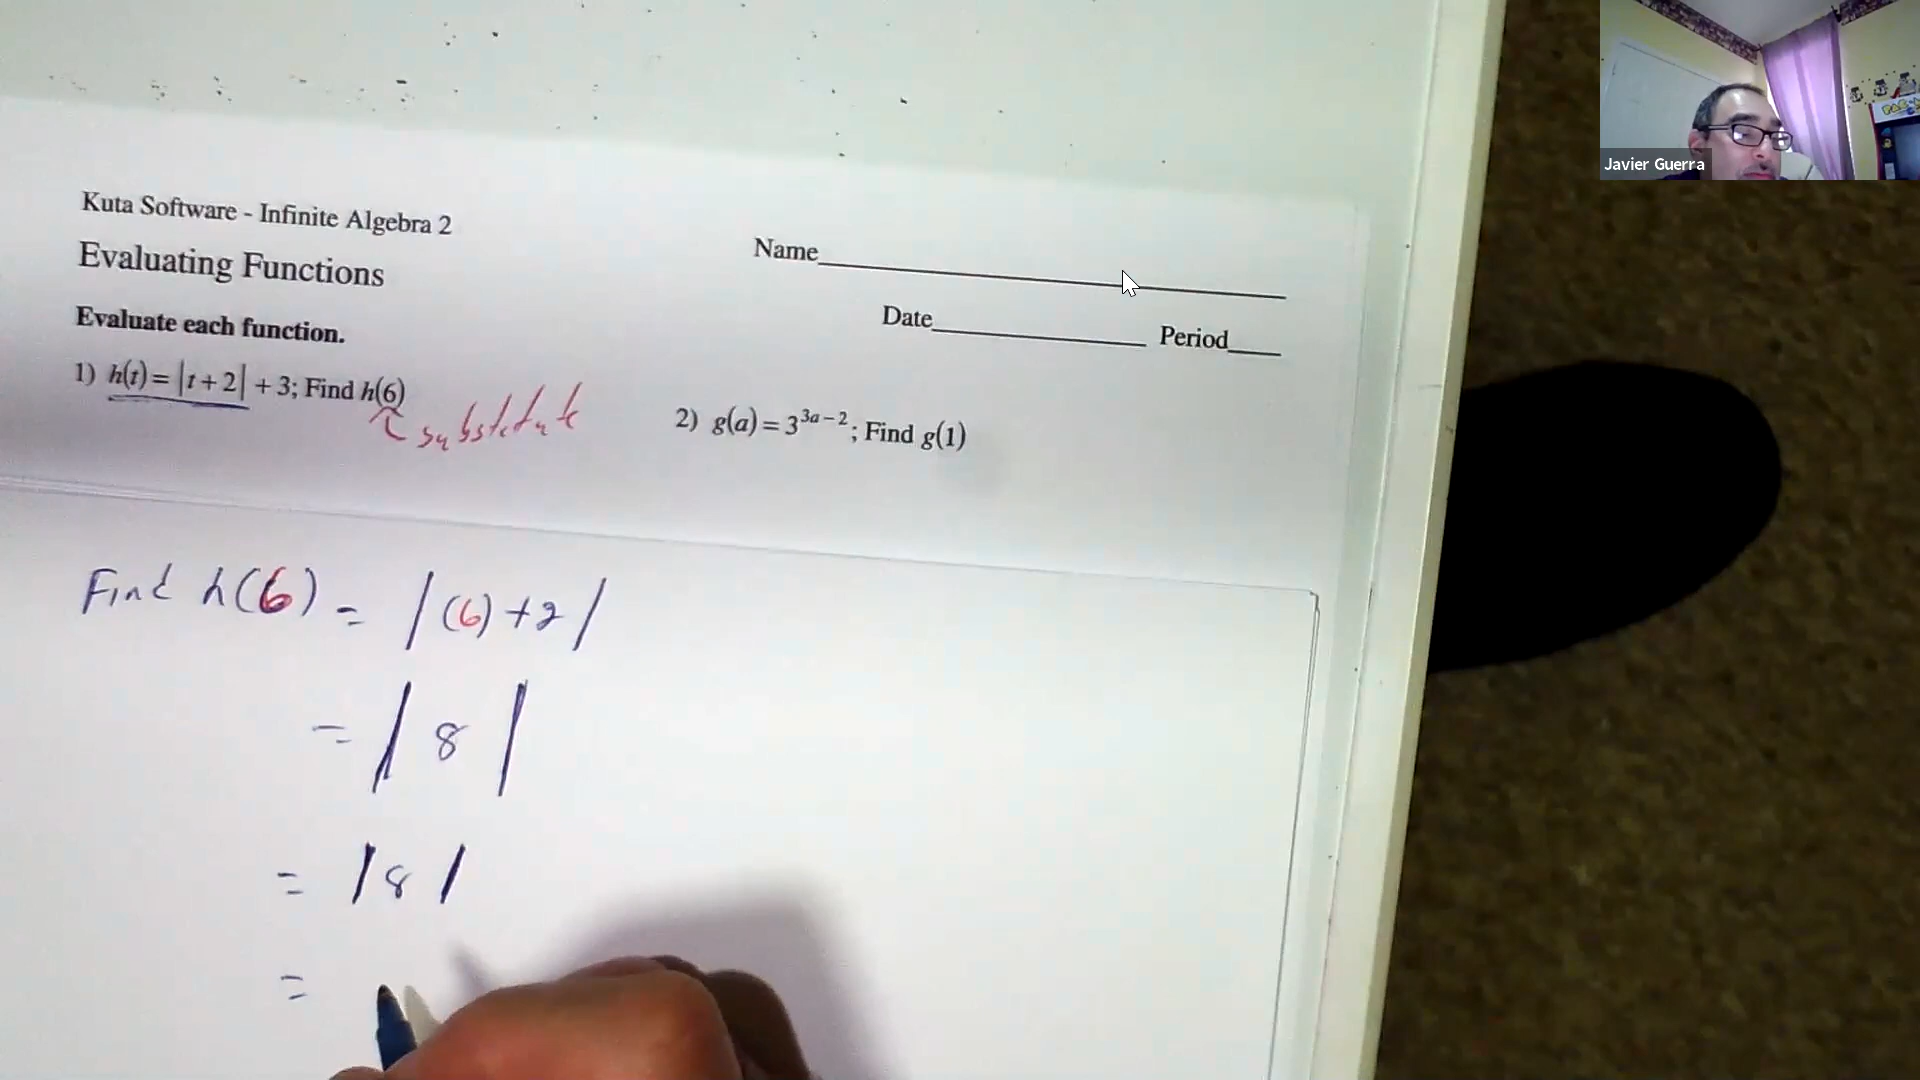 Javier Guerra
Kuta Software - Infinite Algebra 2
Name
Evaluating Functions
Date Period
Evaluate each function.
1) h(t) = |t + 2| + 3; Find h(6)
substitute
2) g(a) = 3^{3a - 2}; Find g(1)
Find h(6) = |(6) + 2|
= |8|
= |8|
=